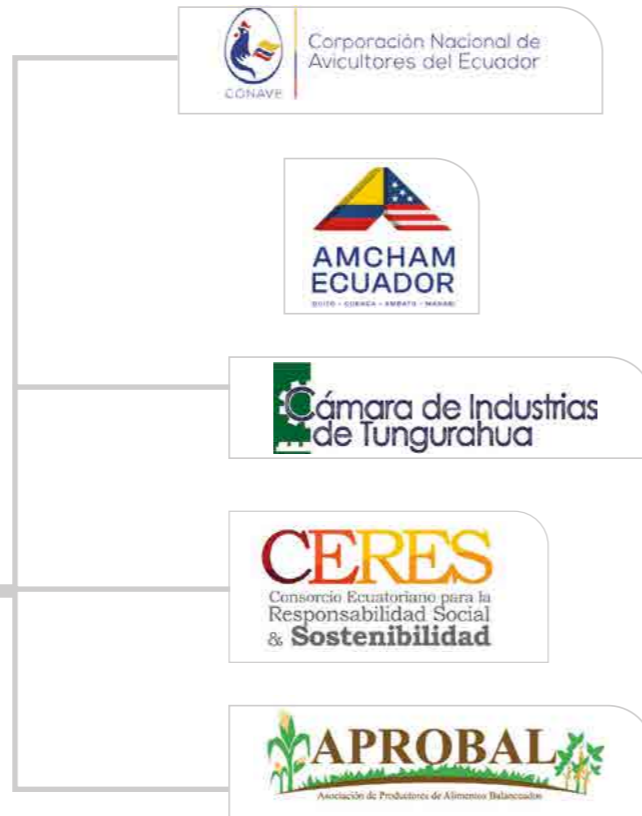 Corporación Nacional de
Avicultores del Ecuador
CONAVE
AMCHAM
ECUADOR
QUITO - CUENCA - AMBATO - MANABÍ
Cámara de Industrias
de Tungurahua
CERES
Consorcio Ecuatoriano para la
Responsabilidad Social
& Sostenibilidad
APROBAL
Asociación de Productores de Alimentos Balanceados